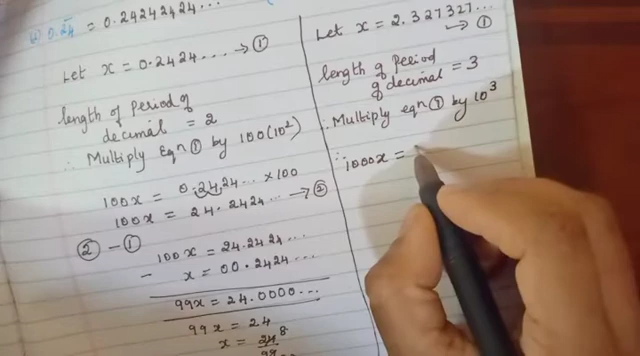 0.24 = 0.24242424...
Let x = 0.2424... → ①
length of period of
decimal = 2
∴ Multiply Eqn ① by 100 (10²)
100x = 0.2424... × 100
100x = 24.2424... → ②
② - ①
100x = 24.2424...
- x = 00.2424...
99x = 24.0000...
99x = 24
x = 24 8
Let x = 2.327327...
→ ①
length of period
of decimal = 3
∴ Multiply eqn ① by 10³
∴ 1000x =